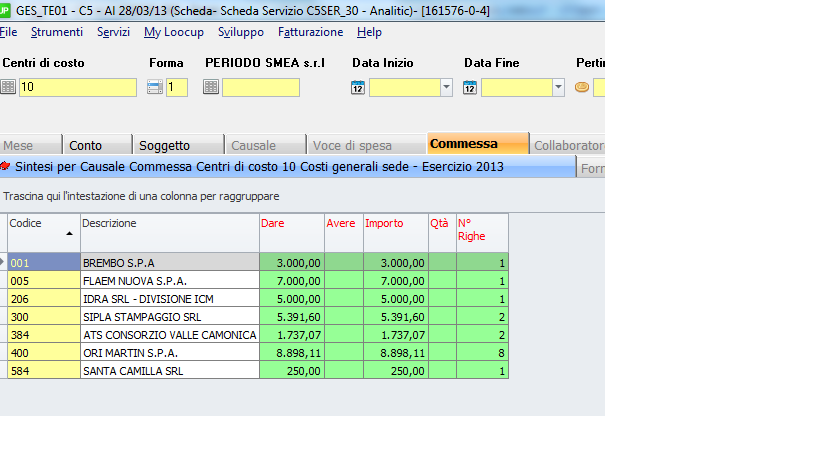 UP GES_TE01 - C5 - Al 28/03/13 (Scheda- Scheda Servizio C5SER_30 - Analitic)- [161576-0-4]
File Strumenti Servizi My Loocup Sviluppo Fatturazione Help
Centri di costo Forma PERIODO SMEA s.r.l Data Inizio Data Fine Pertin
10 1 12 12
Mese Conto Soggetto Causale Voce di spesa Commessa Collaborator
Sintesi per Causale Commessa Centri di costo 10 Costi generali sede - Esercizio 2013 Form
Trascina qui l'intestazione di una colonna per raggruppare
Codice Descrizione Dare Avere Importo Qtà N° Righe
001 BREMBO S.P.A 3.000,00 3.000,00 1
005 FLAEM NUOVA S.P.A. 7.000,00 7.000,00 1
206 IDRA SRL - DIVISIONE ICM 5.000,00 5.000,00 1
300 SIPLA STAMPAGGIO SRL 5.391,60 5.391,60 2
384 ATS CONSORZIO VALLE CAMONICA 1.737,07 1.737,07 2
400 ORI MARTIN S.P.A. 8.898,11 8.898,11 8
584 SANTA CAMILLA SRL 250,00 250,00 1